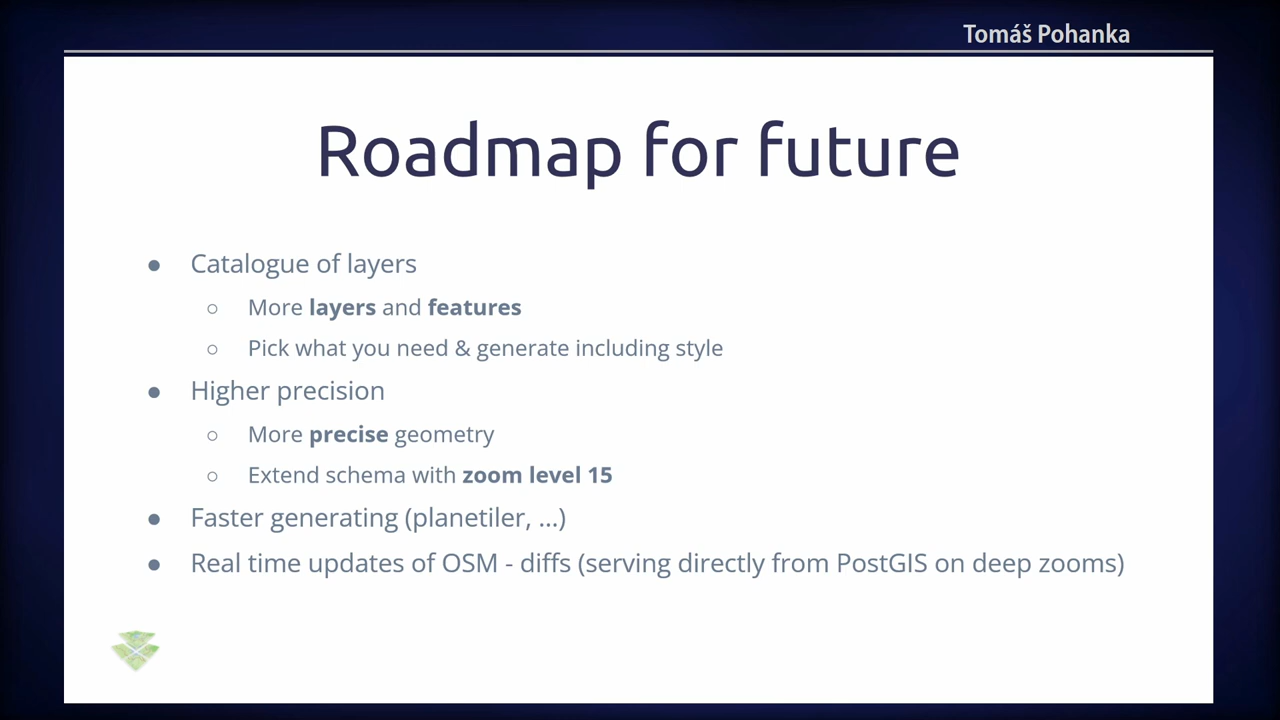 Tomáš Pohanka
Roadmap for future
● Catalogue of layers
○ More layers and features
○ Pick what you need & generate including style
● Higher precision
○ More precise geometry
○ Extend schema with zoom level 15
● Faster generating (planetiler, ...)
● Real time updates of OSM - diffs (serving directly from PostGIS on deep zooms)